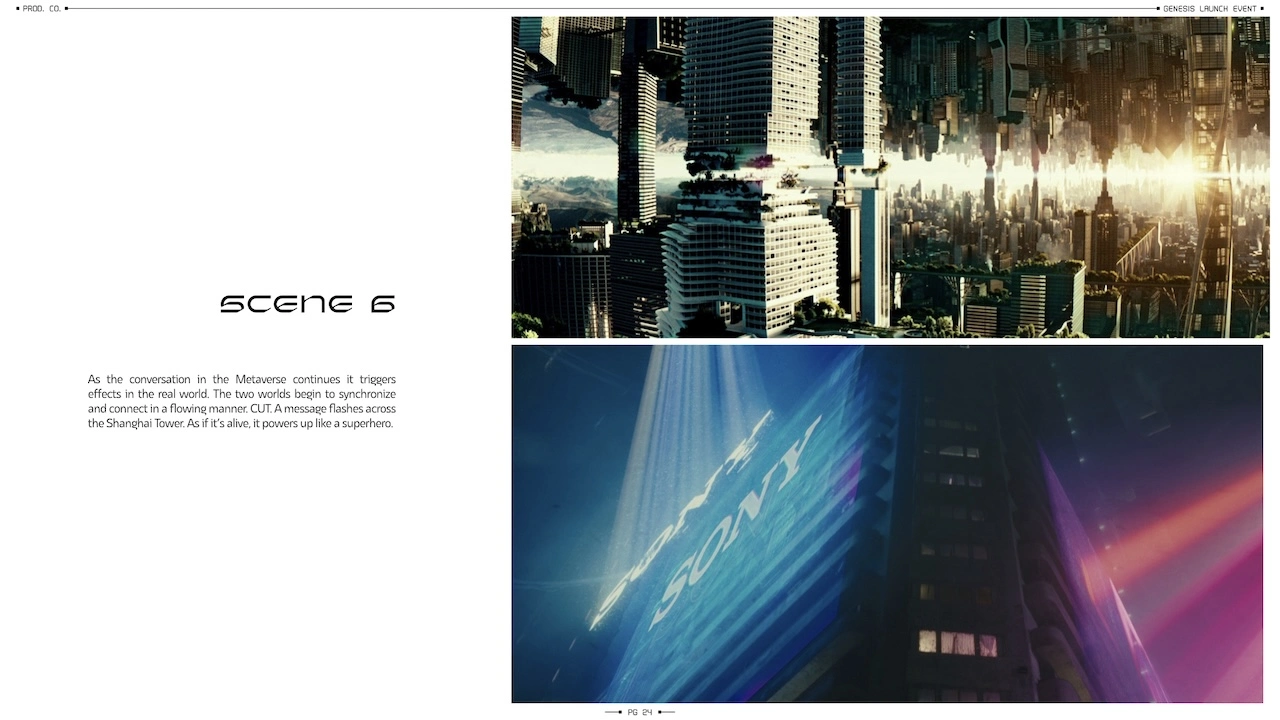 PROD. CO.
GENESIS LAUNCH EVENT
SCENE 6
As the conversation in the Metaverse continues it triggers
effects in the real world. The two worlds begin to synchronize
and connect in a flowing manner. CUT. A message flashes across
the Shanghai Tower. As if it's alive, it powers up like a superhero.
SONY
SONY
PG 24